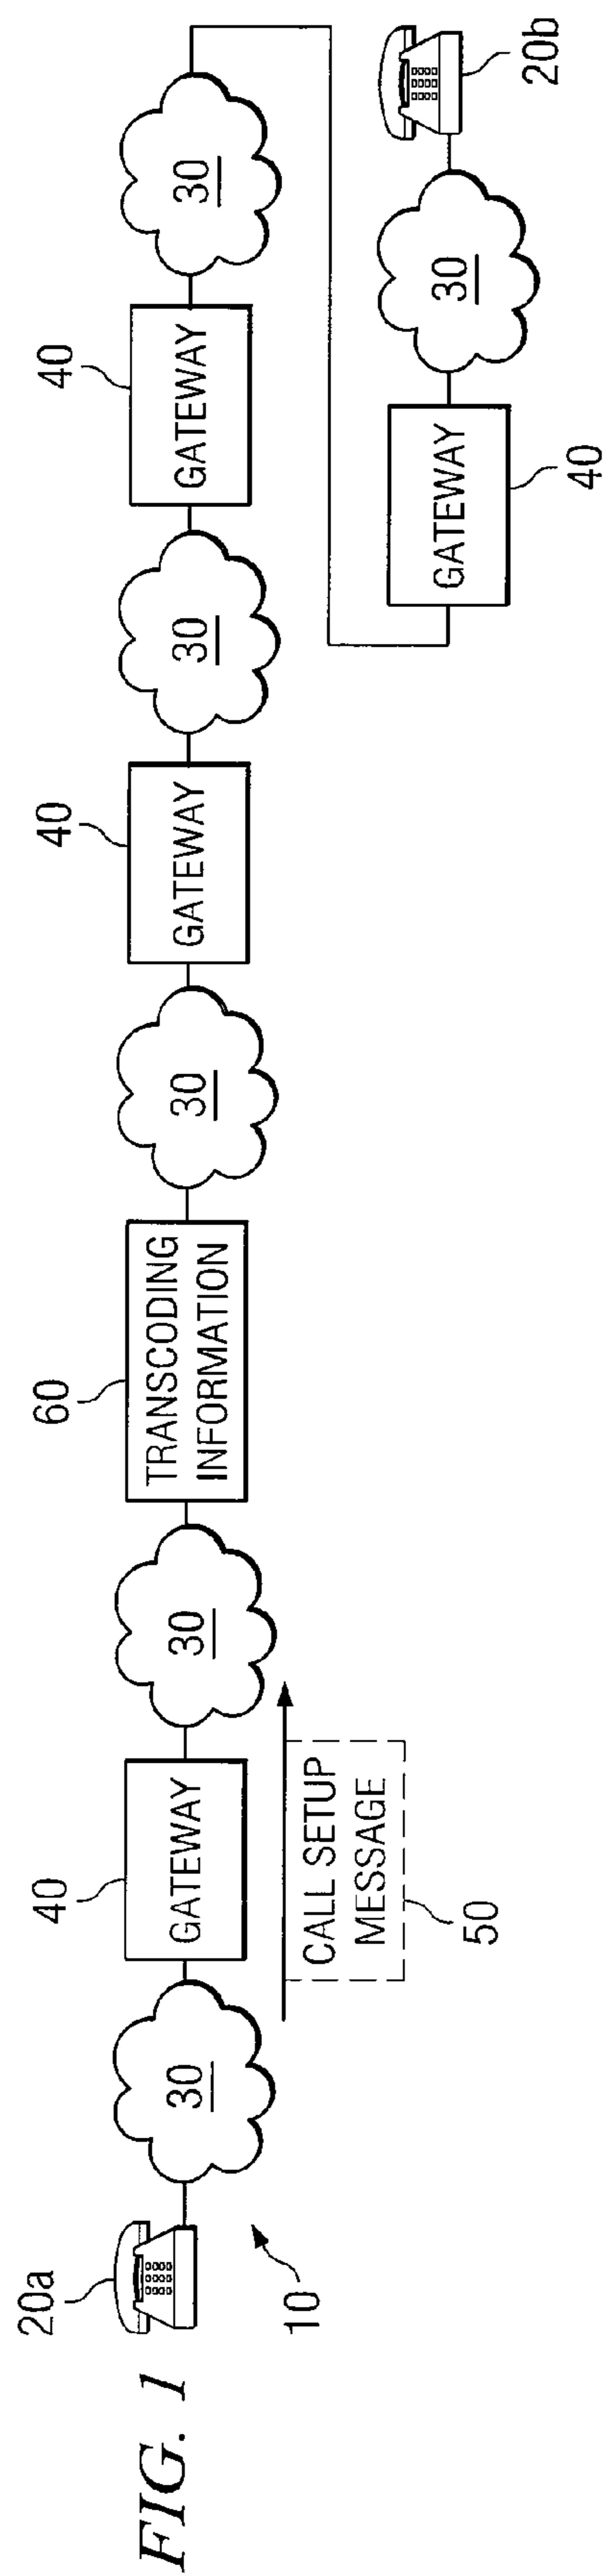 FIG. 1
10
20a
30
40
GATEWAY
50
CALL SETUP
MESSAGE
30
60
TRANSCODING
INFORMATION
30
40
GATEWAY
30
40
GATEWAY
30
40
GATEWAY
30
20b